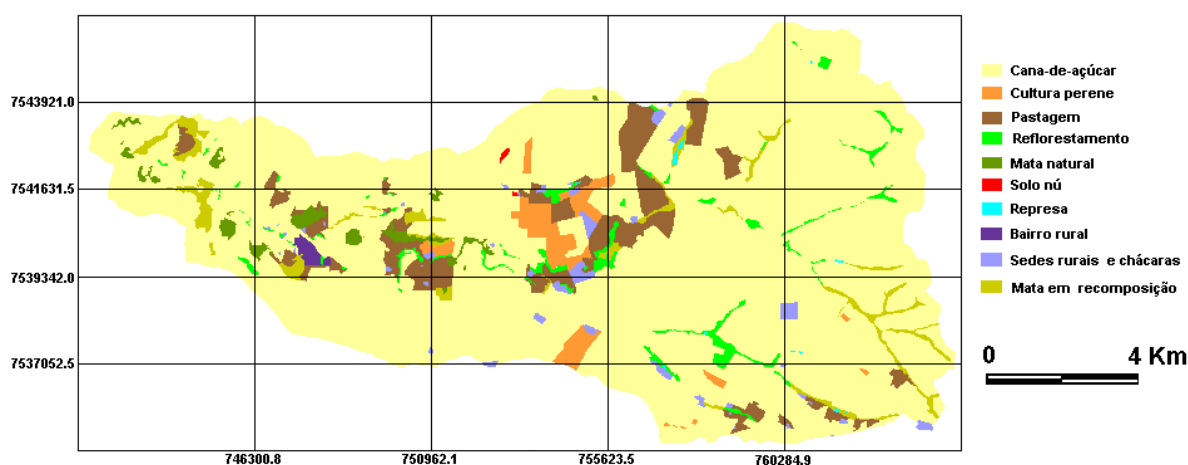 7543921.0
7541631.5
7539342.0
7537052.5
746300.8
750962.1
755623.5
760284.9
Cana-de-açúcar
Cultura perene
Pastagem
Reflorestamento
Mata natural
Solo nú
Represa
Bairro rural
Sedes rurais e chácaras
Mata em recomposição
0 4 Km